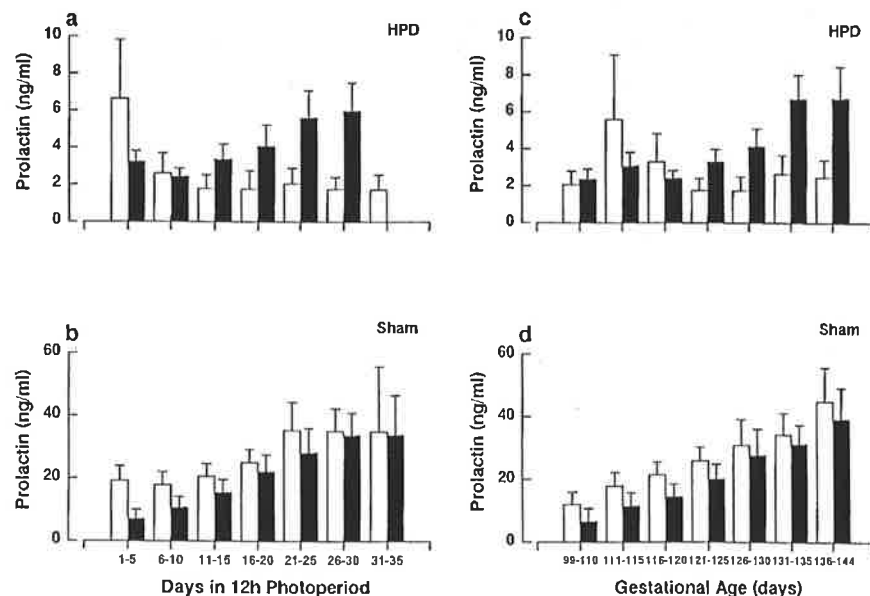 a
HPD
10
8
6
4
2
0
Prolactin (ng/ml)
c
HPD
10
8
6
4
2
0
Prolactin (ng/ml)
b
Sham
60
40
20
0
Prolactin (ng/ml)
1-5 6-10 11-15 16-20 21-25 26-30 31-35
Days in 12h Photoperiod
d
Sham
60
40
20
0
Prolactin (ng/ml)
99-110 111-115 116-120 121-125 126-130 131-135 136-144
Gestational Age (days)